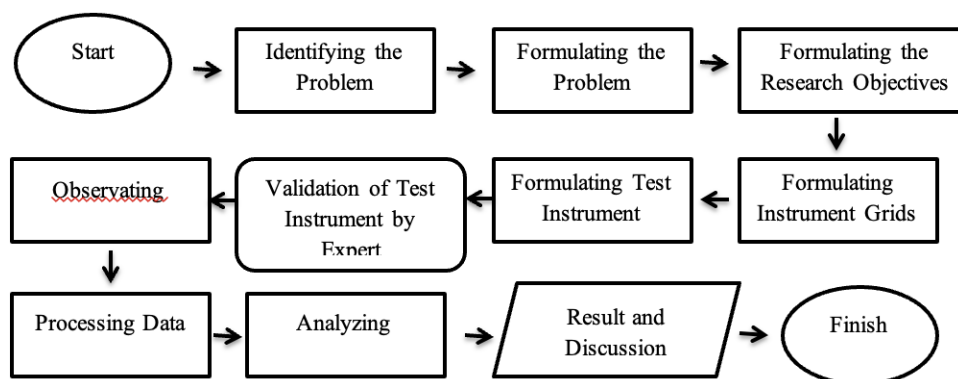 Start
Identifying the
Problem
Formulating the
Problem
Formulating the
Research Objectives
Observating
Validation of Test
Instrument by
Expert
Formulating Test
Instrument
Formulating
Instrument Grids
Processing Data
Analyzing
Result and
Discussion
Finish